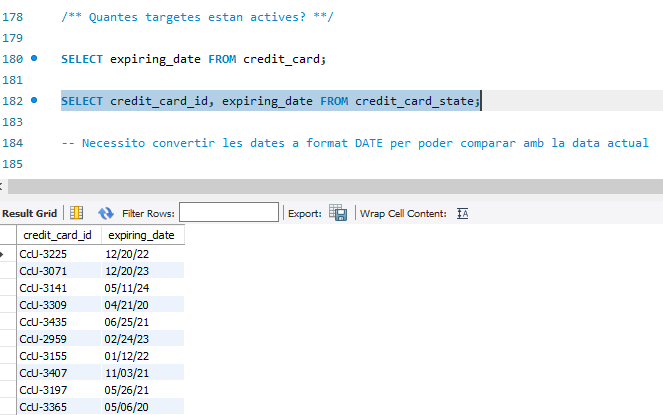 178 /** Quantes targetes estan actives? **/
179
180 SELECT expiring_date FROM credit_card;
181
182 SELECT credit_card_id, expiring_date FROM credit_card_state;
183
184 -- Necessito convertir les dates a format DATE per poder comparar amb la data actual
185
Result Grid Filter Rows: Export: Wrap Cell Content:
credit_card_id expiring_date
CcU-3225 12/20/22
CcU-3071 12/20/23
CcU-3141 05/11/24
CcU-3309 04/21/20
CcU-3435 06/25/21
CcU-2959 02/24/23
CcU-3155 01/12/22
CcU-3407 11/03/21
CcU-3197 05/26/21
CcU-3365 05/06/20